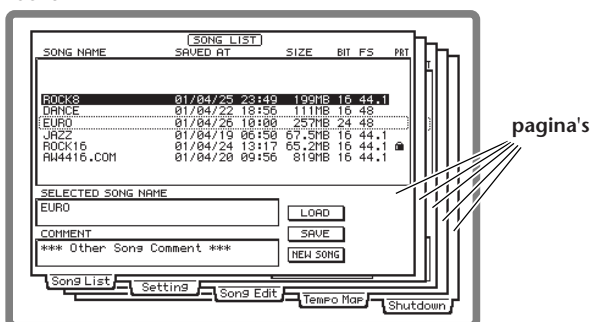 SONG LIST
SONG NAME SAVED AT SIZE BIT FS PRT
ROCK8 01/04/25 23:49 199MB 16 44.1
DANCE 01/04/22 18:56 111MB 16 48
EURO 01/04/26 10:00 257MB 24 48
JAZZ 01/04/19 06:50 67.5MB 16 44.1
ROCK16 01/04/24 13:17 65.2MB 16 44.1
AW4416.COM 01/04/20 09:56 819MB 16 44.1
pagina's
SELECTED SONG NAME
EURO
LOAD
COMMENT
SAVE
*** Other Song Comment ***
NEW SONG
Song List Setting Song Edit Tempo Map Shutdown